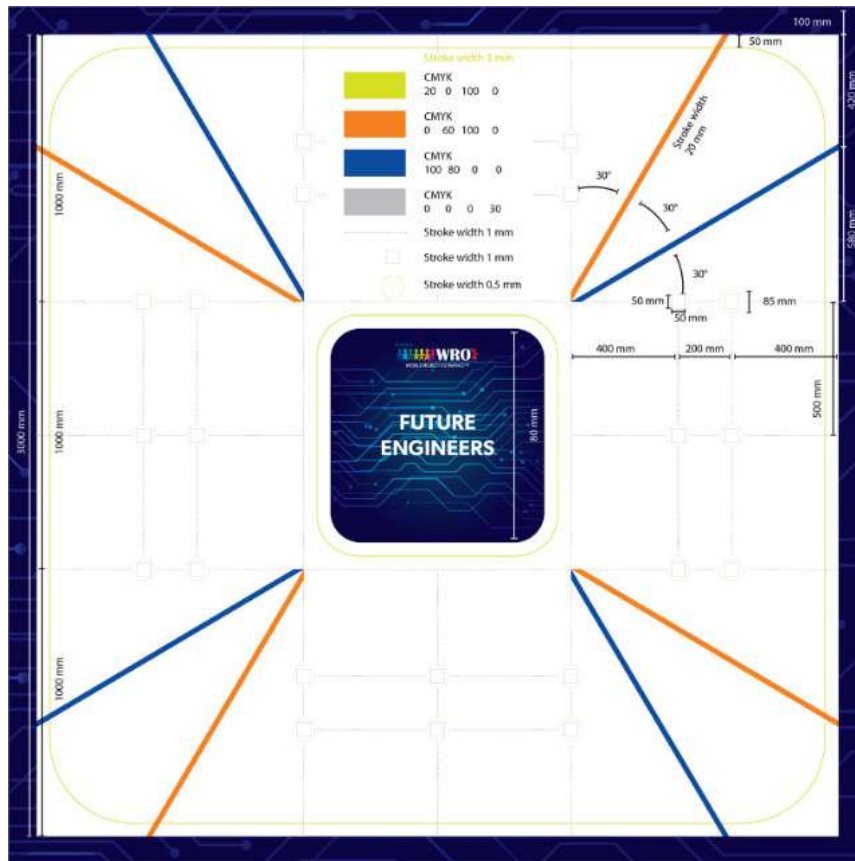 100 mm
Stroke width 3 mm
50 mm
CMYK
20 0 100 0
CMYK
0 60 100 0
CMYK
100 80 0 0
CMYK
0 0 0 30
Stroke width 1 mm
Stroke width 1 mm
Stroke width 0,5 mm
Stroke width
20 mm
420 mm
30°
30°
30°
580 mm
1000 mm
50 mm
50 mm
85 mm
400 mm
200 mm
400 mm
500 mm
3000 mm
1000 mm
WRO
WORLD ROBOT OLYMPIAD™
FUTURE
ENGINEERS
80 mm
1000 mm